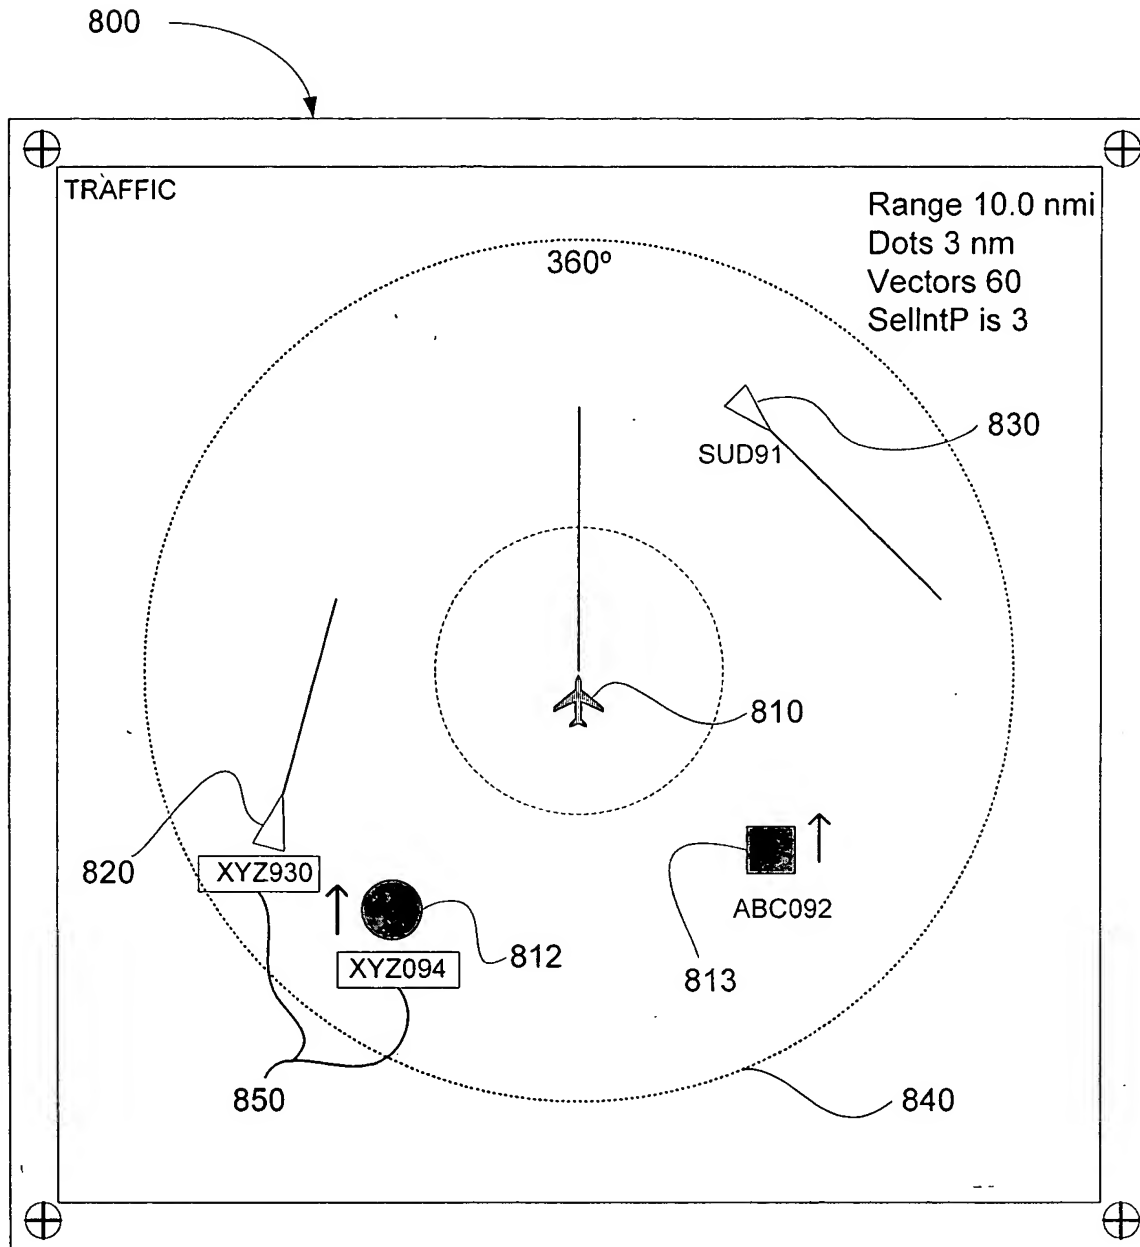 800
TRAFFIC
Range 10.0 nmi
Dots 3 nm
Vectors 60
SelIntP is 3
360º
830
SUD91
810
820
XYZ930
ABC092
812
XYZ094
813
850
840